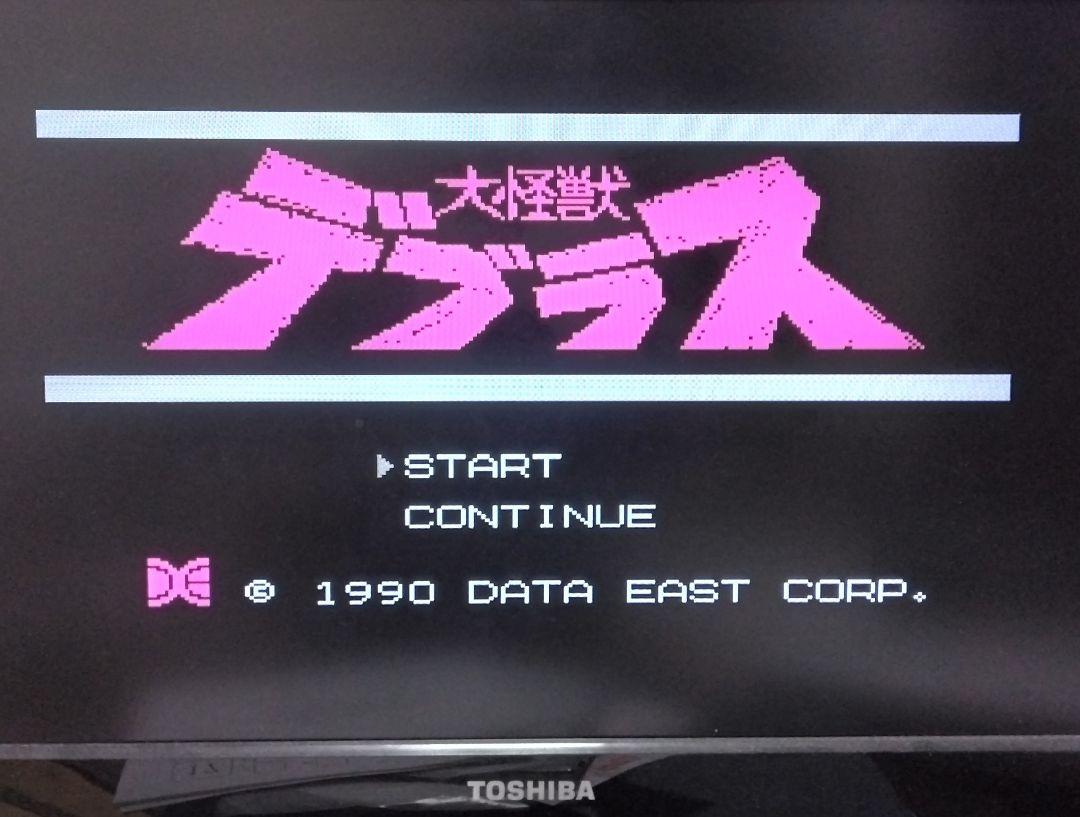 大怪獣
デブラス
START
CONTINUE
© 1990 DATA EAST CORP.
TOSHIBA